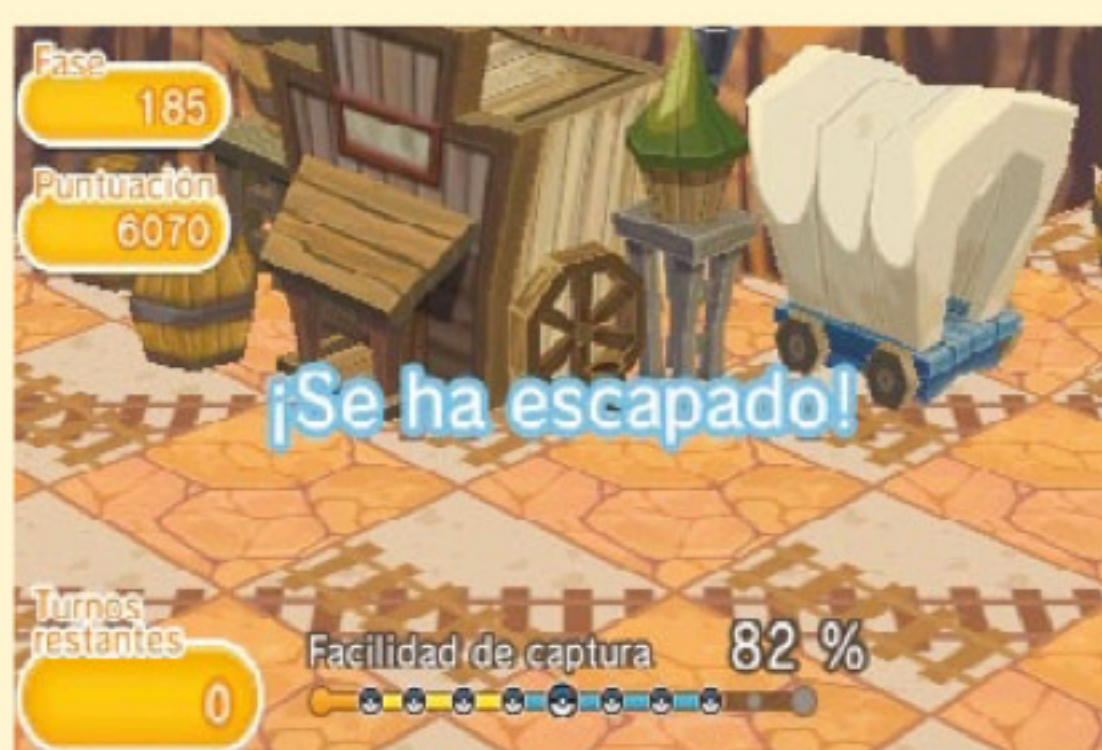 Fase
185
Puntuación
6070
¡Se ha escapado!
Turnos
restantes
0
Facilidad de captura 82 %